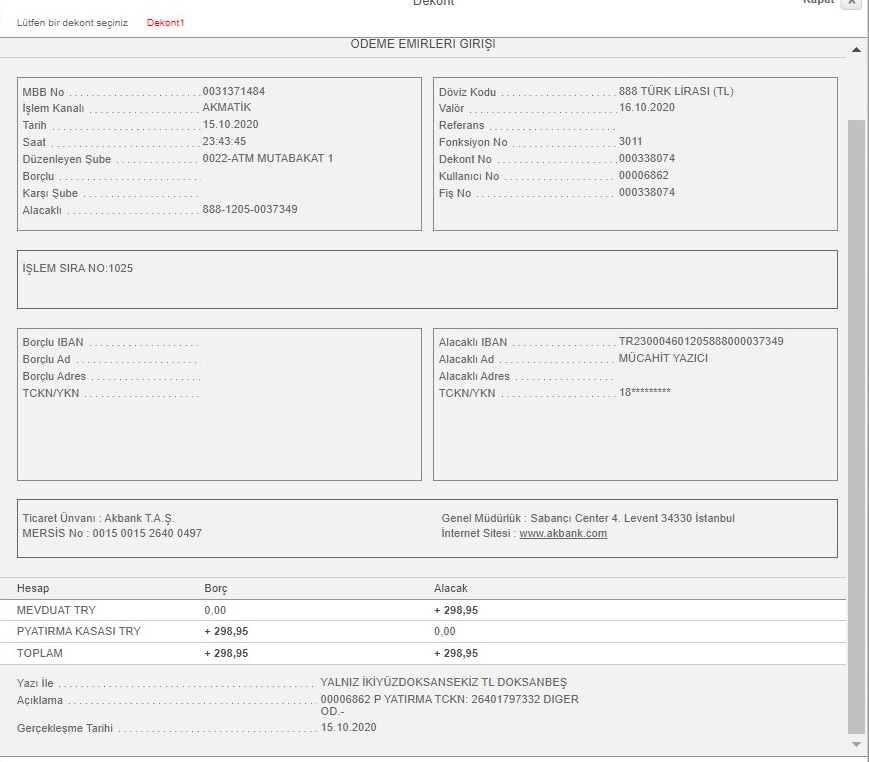 Dekont
Kapat
Lütfen bir dekont seçiniz Dekont1
ÖDEME EMİRLERİ GİRİŞİ
MBB No 0031371484
İşlem Kanalı AKMATİK
Tarih 15.10.2020
Saat 23:43:45
Düzenleyen Şube 0022-ATM MUTABAKAT 1
Borçlu
Karşı Şube
Alacaklı 888-1205-0037349
Döviz Kodu 888 TÜRK LİRASI (TL)
Valör 16.10.2020
Referans
Fonksiyon No 3011
Dekont No 000338074
Kullanıcı No 00006862
Fiş No 000338074
İŞLEM SIRA NO:1025
Borçlu IBAN
Borçlu Ad
Borçlu Adres
TCKN/YKN
Alacaklı IBAN TR230004601205888000037349
Alacaklı Ad MÜCAHİT YAZICI
Alacaklı Adres
TCKN/YKN 18*********
Ticaret Ünvanı : Akbank T.A.Ş.
MERSİS No : 0015 0015 2640 0497
Genel Müdürlük : Sabancı Center 4. Levent 34330 İstanbul
İnternet Sitesi : www.akbank.com
Hesap Borç Alacak
MEVDUAT TRY 0,00 + 298,95
PYATIRMA KASASI TRY + 298,95 0,00
TOPLAM + 298,95 + 298,95
Yazı İle YALNIZ İKİYÜZDOKSANSEKİZ TL DOKSANBEŞ
Açıklama 00006862 P YATIRMA TCKN: 26401797332 DIGER
OD.-
Gerçekleşme Tarihi 15.10.2020